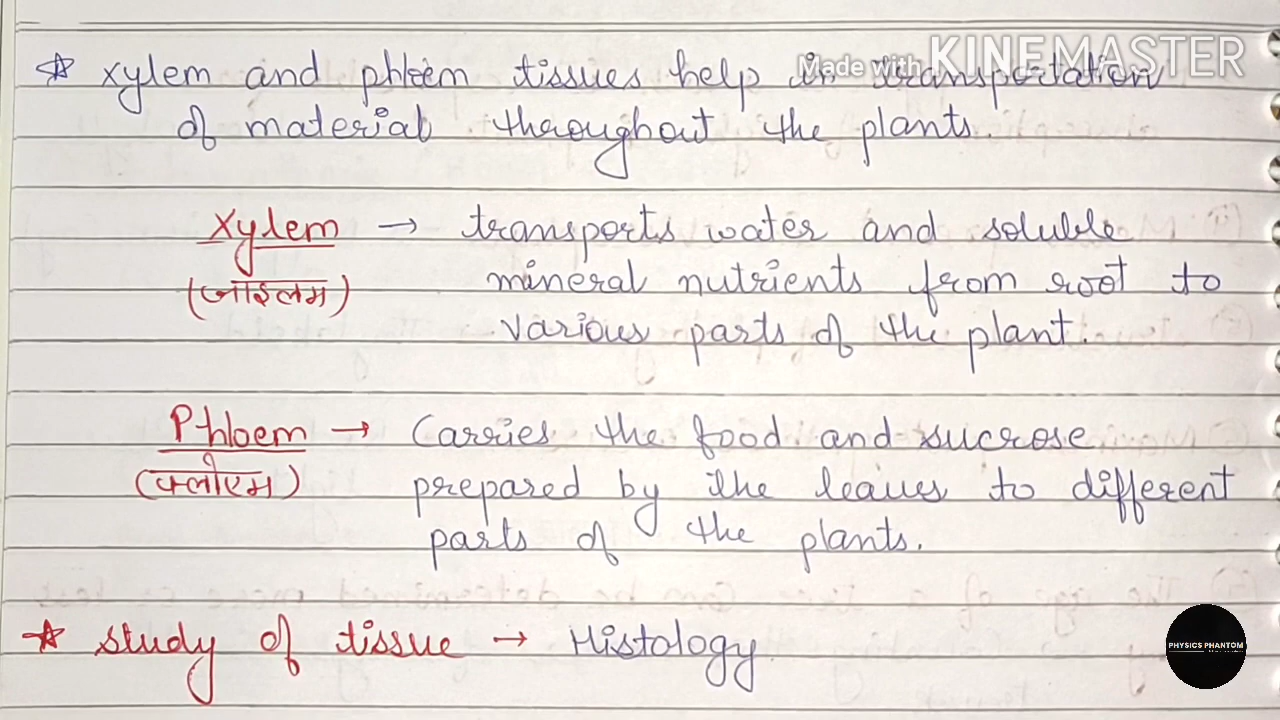 Made with KINEMASTER
☆ Xylem and phloem tissues help in transportation
of material throughout the plants.
Xylem → transports water and soluble
(जाइलम) mineral nutrients from root to
various parts of the plant.
Phloem → Carries the food and sucrose
(फ्लोएम) prepared by the leaves to different
parts of the plants.
☆ Study of tissue → Histology
PHYSICS PHANTOM